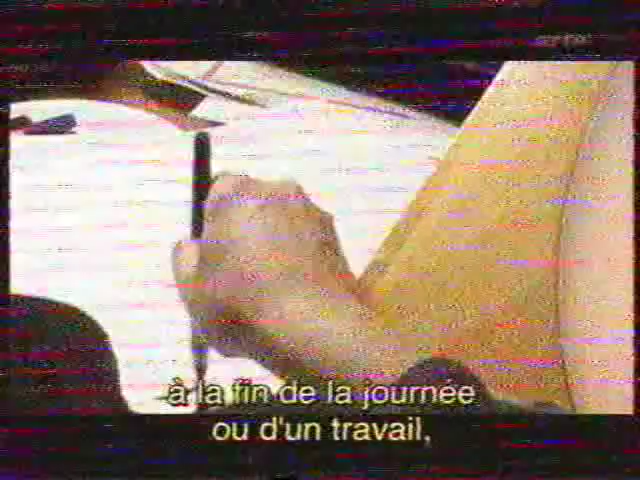 à la fin de la journée
ou d'un travail,